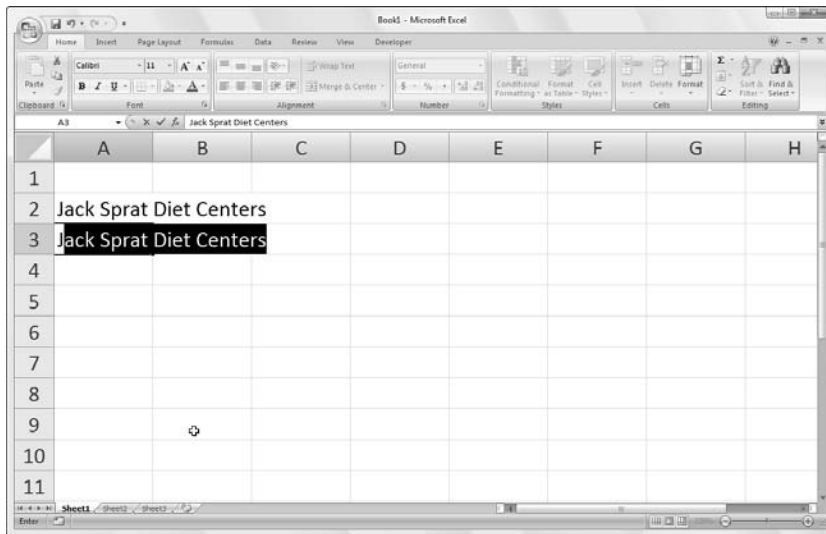 Book1 - Microsoft Excel
Home Insert Page Layout Formulas Data Review View Developer
Calibri 11 A A Wrap Text General Σ
Paste B I U A Merge & Center $ % , Conditional Formatting Format as Table Cell Styles Insert Delete Format Sort & Filter Find & Select
Clipboard Font Alignment Number Styles Cells Editing
A3 fx Jack Sprat Diet Centers
A B C D E F G H
1
2 Jack Sprat Diet Centers
3 Jack Sprat Diet Centers
4
5
6
7
8
9
10
11
Sheet1 Sheet2 Sheet3
Enter